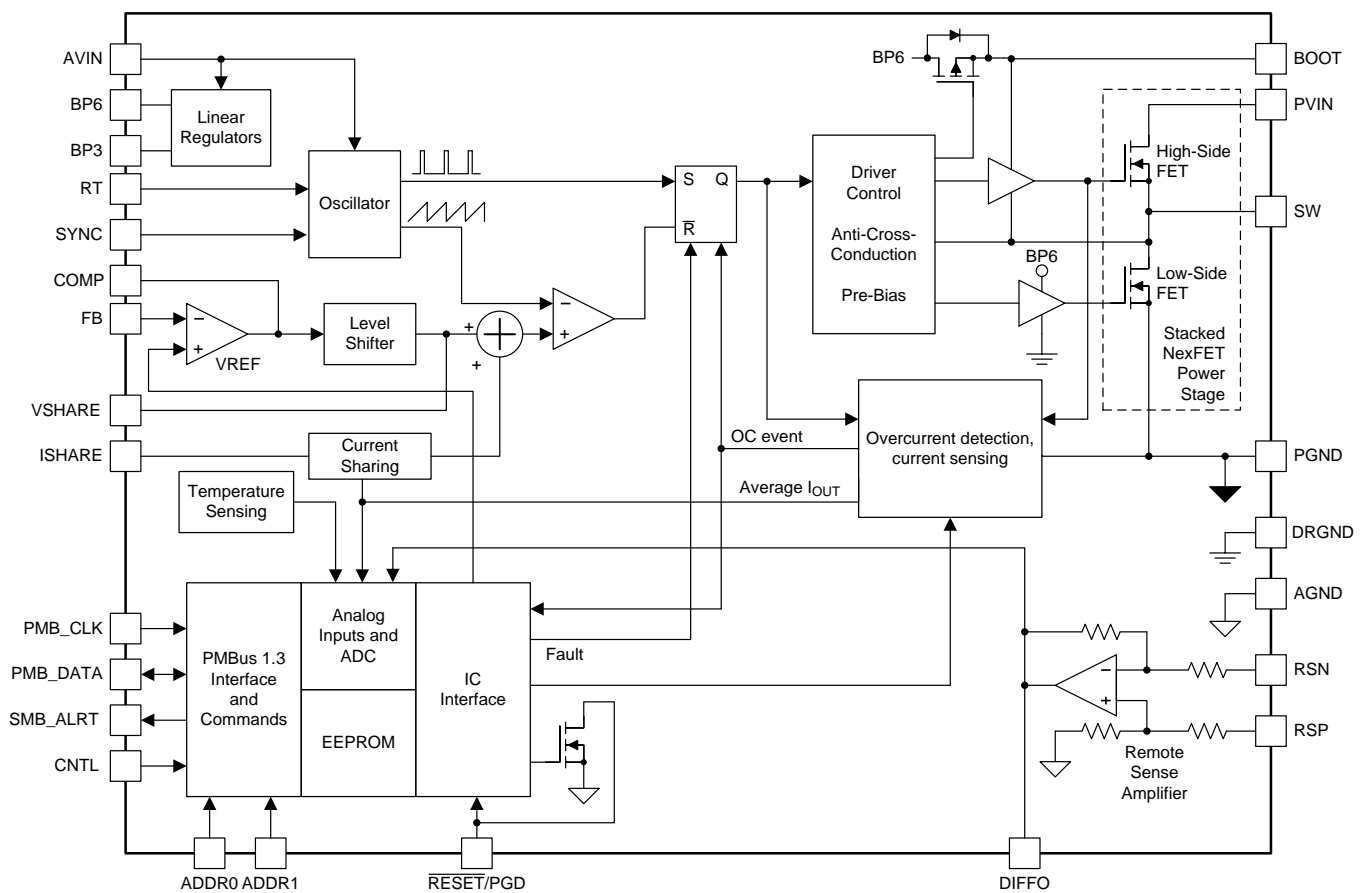 AVIN
BP6
BP3
RT
SYNC
COMP
FB
VSHARE
ISHARE
PMB_CLK
PMB_DATA
SMB_ALRT
CNTL
Linear
Regulators
Oscillator
S Q
R̅
−
+
VREF
Level
Shifter
+
+
−
+
Current
Sharing
Temperature
Sensing
BP6
Driver
Control
Anti-Cross-
Conduction
Pre-Bias
BP6
High-Side
FET
Low-Side
FET
Stacked
NexFET
Power
Stage
OC event
Overcurrent detection,
current sensing
Average IOUT
PMBus 1.3
Interface
and
Commands
Analog
Inputs and
ADC
EEPROM
IC
Interface
Fault
−
+
Remote
Sense
Amplifier
BOOT
PVIN
SW
PGND
DRGND
AGND
RSN
RSP
ADDR0 ADDR1
R̅E̅S̅E̅T̅/PGD
DIFFO